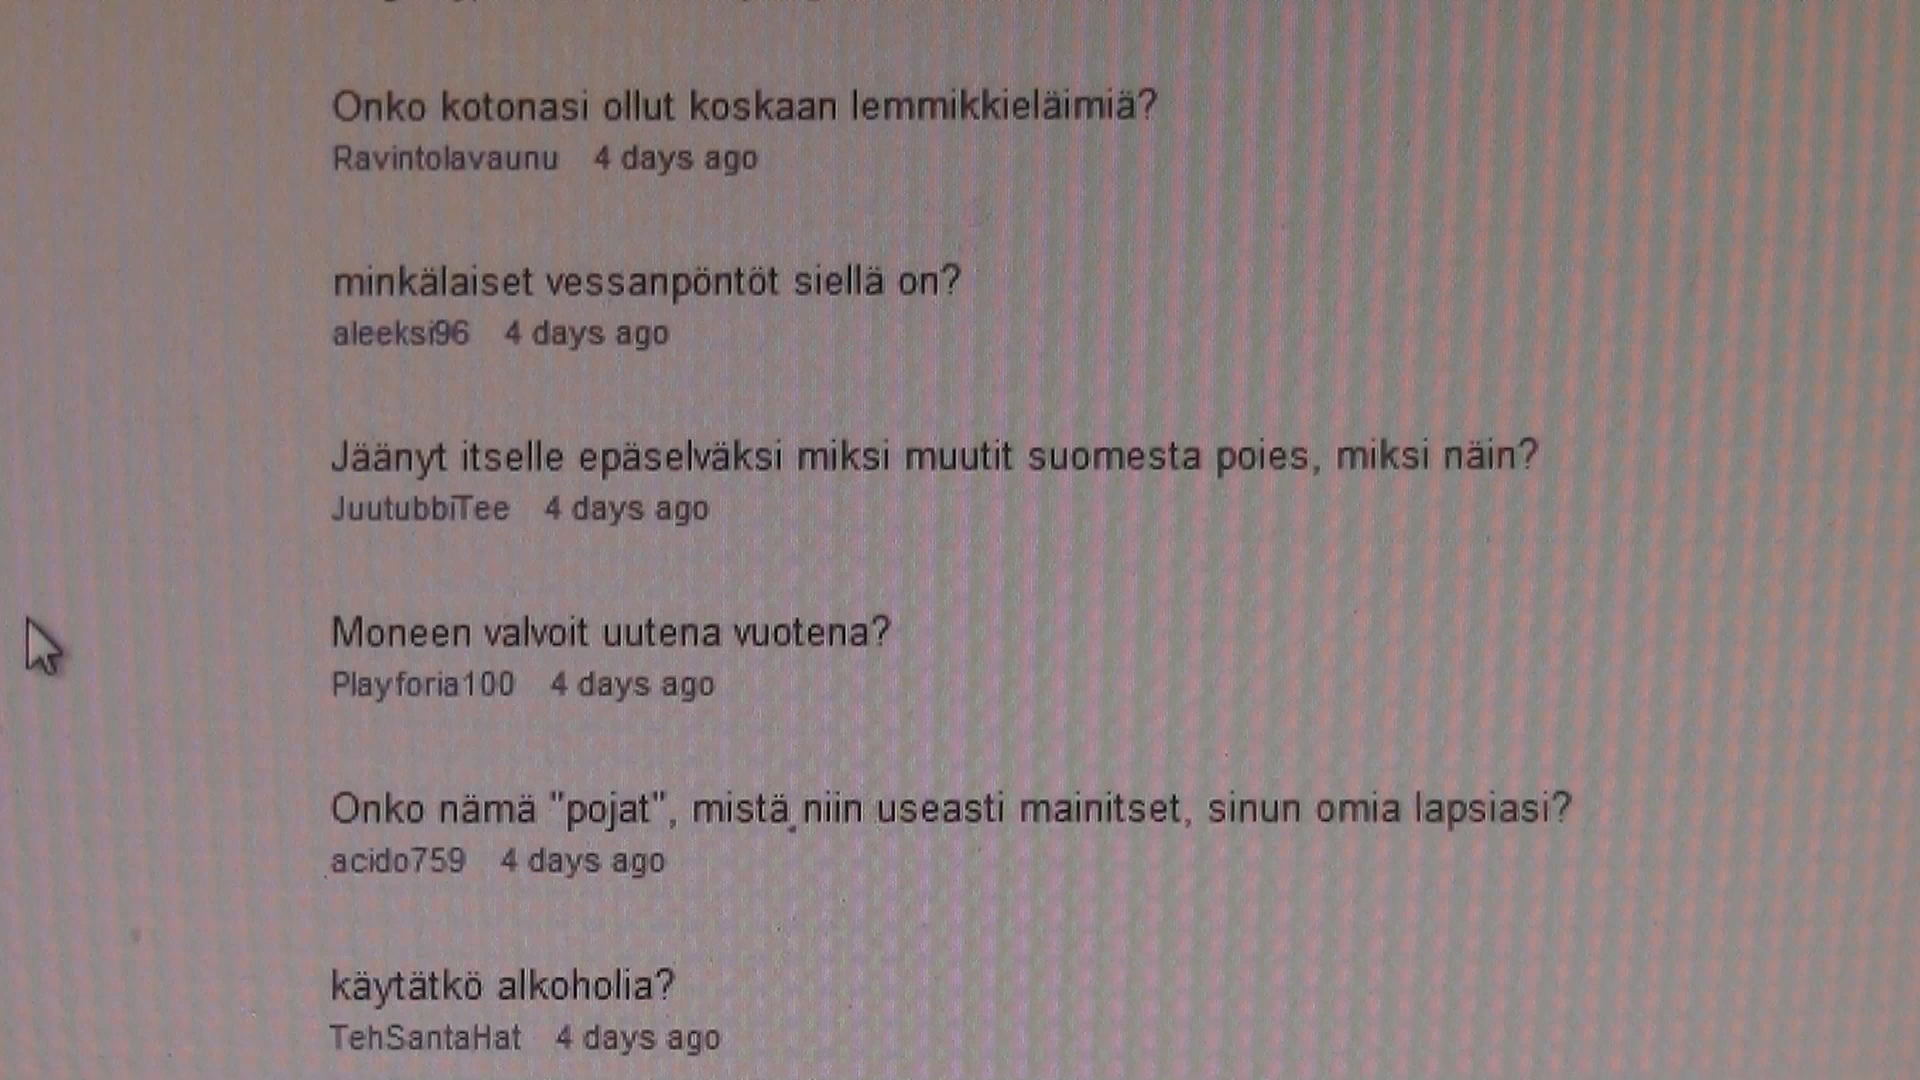 Onko kotonasi ollut koskaan lemmikkieläimiä?
Ravintolavaunu 4 days ago
minkälaiset vessanpöntöt siellä on?
aleeksi96 4 days ago
Jäänyt itselle epäselväksi miksi muutit suomesta poies, miksi näin?
JuutubbiTee 4 days ago
Moneen valvoit uutena vuotena?
Playforia100 4 days ago
Onko nämä "pojat", mistä niin useasti mainitset, sinun omia lapsiasi?
acido759 4 days ago
käytätkö alkoholia?
TehSantaHat 4 days ago